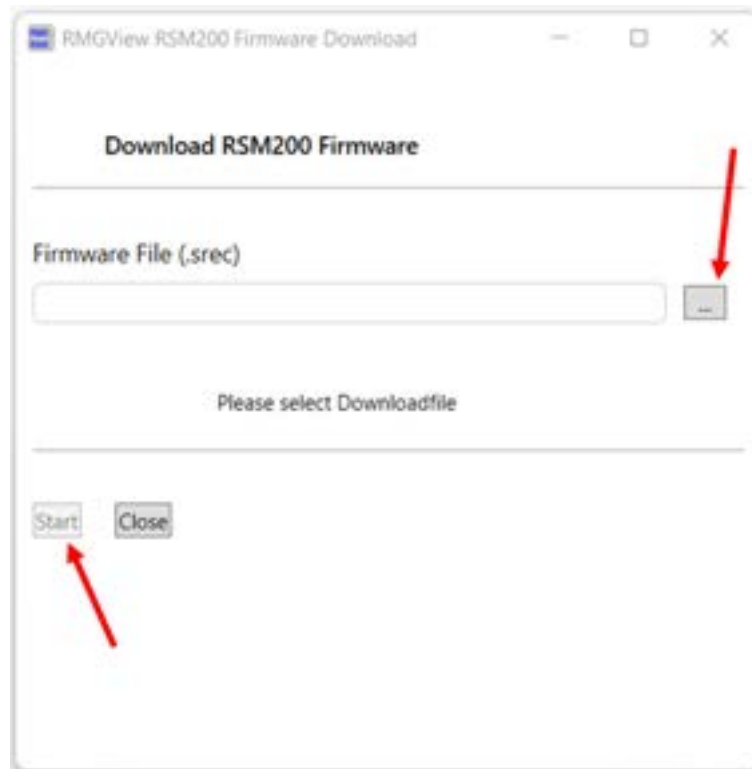 RMGView RSM200 Firmware Download
Download RSM200 Firmware
Firmware File (.srec)
...
Please select Downloadfile
Start Close